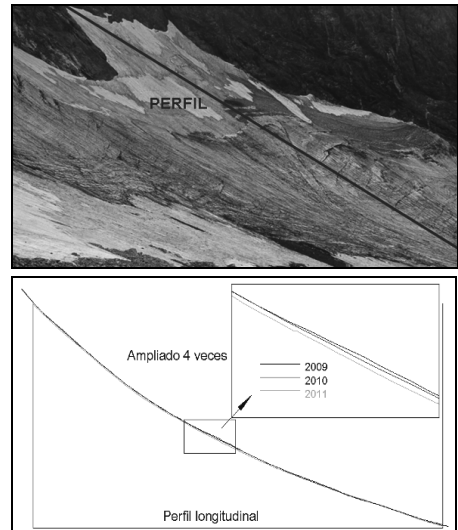 PERFIL
Ampliado 4 veces
2009
2010
2011
Perfil longitudinal